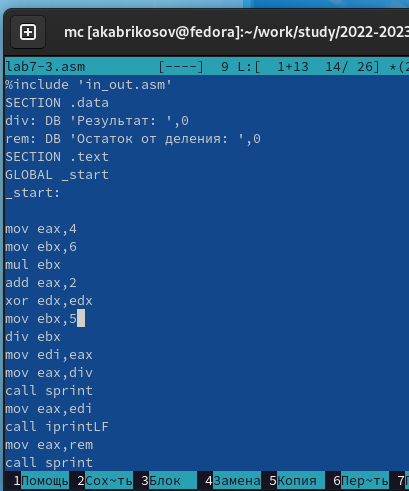 mc [akabrikosov@fedora]:~/work/study/2022-2023
lab7-3.asm [----] 9 L:[ 1+13 14/ 26] *(2
%include 'in_out.asm'
SECTION .data
div: DB 'Результат: ',0
rem: DB 'Остаток от деления: ',0
SECTION .text
GLOBAL _start
_start:
mov eax,4
mov ebx,6
mul ebx
add eax,2
xor edx,edx
mov ebx,5
div ebx
mov edi,eax
mov eax,div
call sprint
mov eax,edi
call iprintLF
mov eax,rem
call sprint
1Помощь 2Сох~ть 3Блок 4Замена 5Копия 6Пер~ть 7